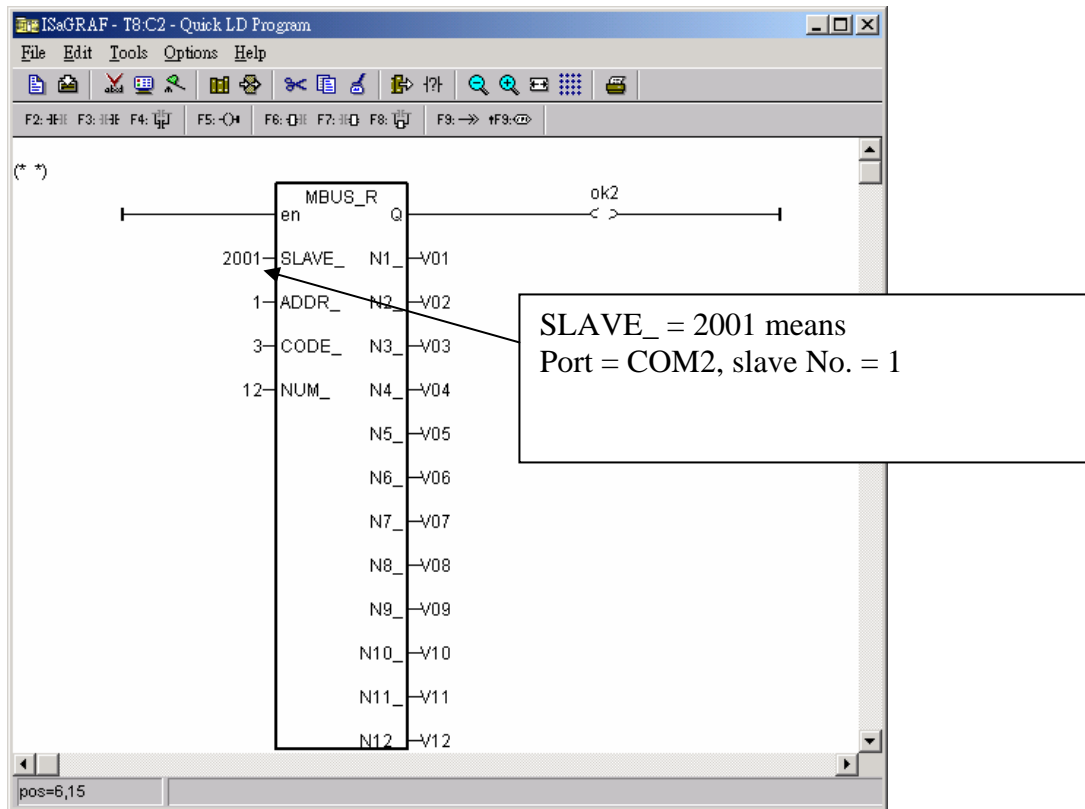 ISaGRAF - T8:C2 - Quick LD Program
File Edit Tools Options Help
F2: F3: F4: F5: F6: F7: F8: F9: F9:
(* *)
MBUS_R
ok2
en Q
2001 SLAVE_ N1_ V01
1 ADDR_ N2_ V02
3 CODE_ N3_ V03
12 NUM_ N4_ V04
N5_ V05
N6_ V06
N7_ V07
N8_ V08
N9_ V09
N10_ V10
N11_ V11
N12 V12
SLAVE_ = 2001 means
Port = COM2, slave No. = 1
pos=6,15